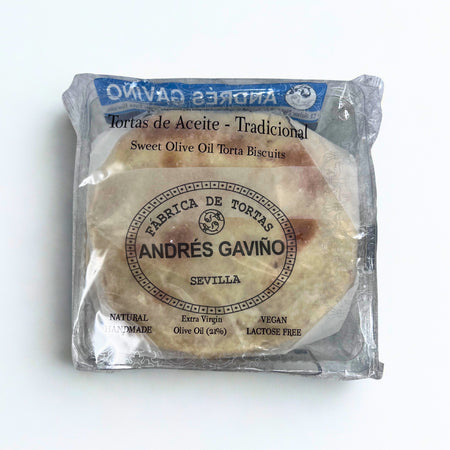 ANDRÉS GAVIÑO
Tortas de Aceite - Tradicional
Sweet Olive Oil Torta Biscuits
FÁBRICA DE TORTAS
ANDRÉS GAVIÑO
SEVILLA
NATURAL
HANDMADE
Extra Virgin
Olive Oil (21%)
VEGAN
LACTOSE FREE